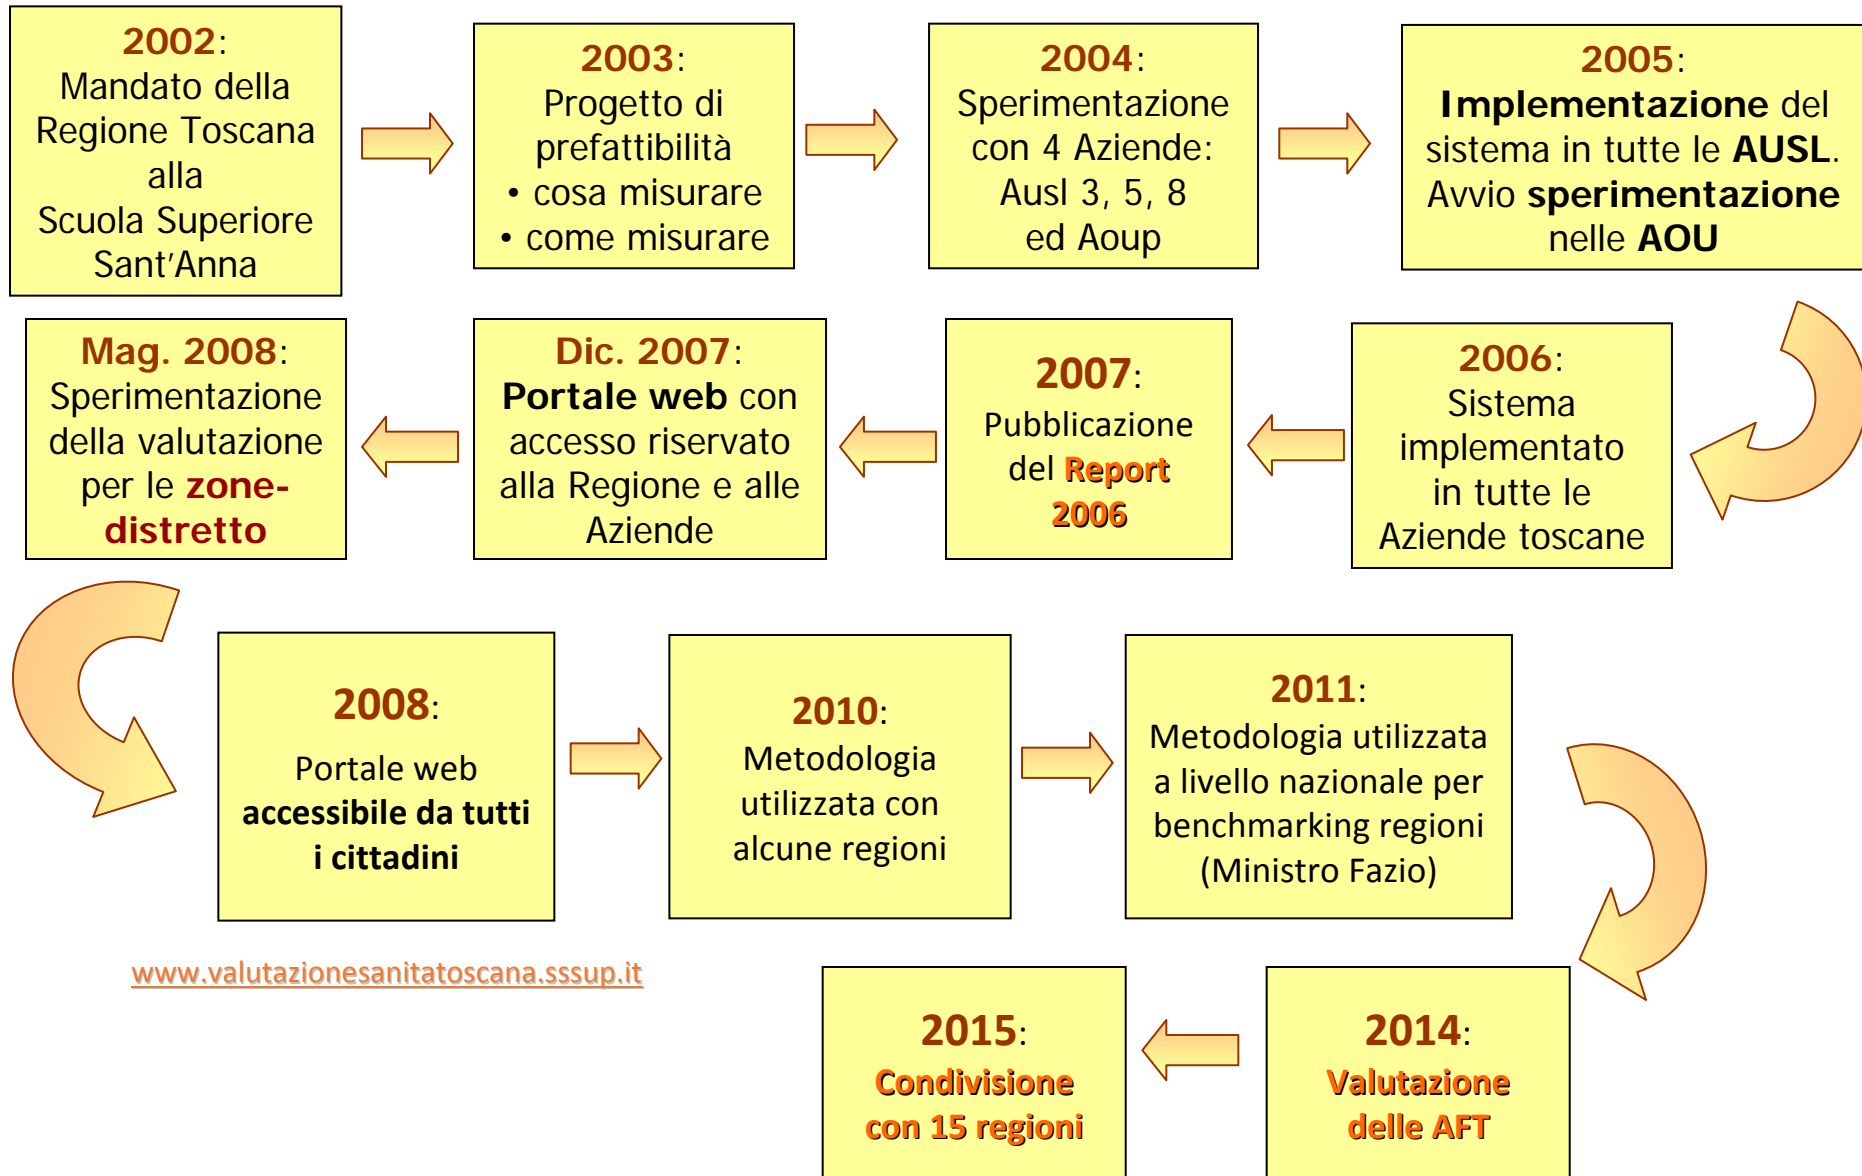 2002:
Mandato della
Regione Toscana
alla
Scuola Superiore
Sant'Anna
2003:
Progetto di
prefattibilità
• cosa misurare
• come misurare
2004:
Sperimentazione
con 4 Aziende:
Ausl 3, 5, 8
ed Aoup
2005:
Implementazione del
sistema in tutte le AUSL.
Avvio sperimentazione
nelle AOU
2006:
Sistema
implementato
in tutte le
Aziende toscane
2007:
Pubblicazione
del Report
2006
Dic. 2007:
Portale web con
accesso riservato
alla Regione e alle
Aziende
Mag. 2008:
Sperimentazione
della valutazione
per le zone-
distretto
2008:
Portale web
accessibile da tutti
i cittadini
2010:
Metodologia
utilizzata con
alcune regioni
2011:
Metodologia utilizzata
a livello nazionale per
benchmarking regioni
(Ministro Fazio)
2014:
Valutazione
delle AFT
2015:
Condivisione
con 15 regioni
www.valutazionesanitatoscana.sssup.it